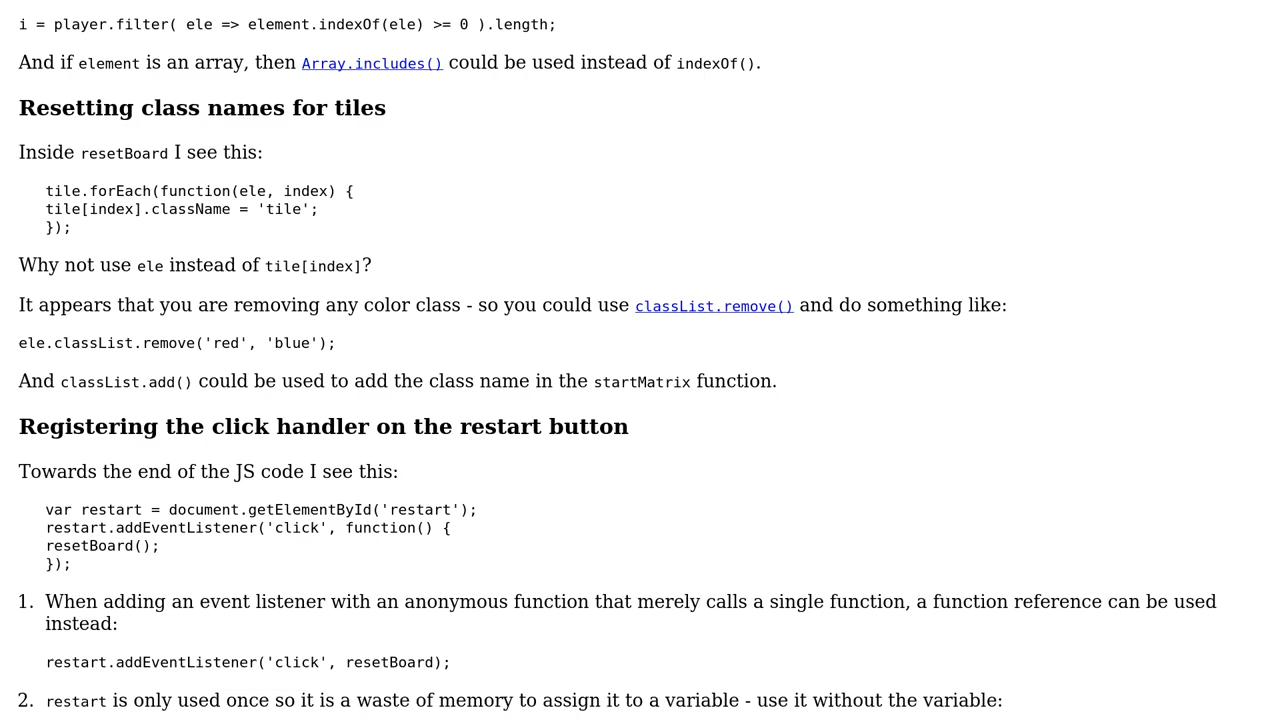 i = player.filter( ele => element.indexOf(ele) >= 0 ).length;
And if element is an array, then Array.includes() could be used instead of indexOf().
Resetting class names for tiles
Inside resetBoard I see this:
tile.forEach(function(ele, index) {
tile[index].className = 'tile';
});
Why not use ele instead of tile[index]?
It appears that you are removing any color class - so you could use classList.remove() and do something like:
ele.classList.remove('red', 'blue');
And classList.add() could be used to add the class name in the startMatrix function.
Registering the click handler on the restart button
Towards the end of the JS code I see this:
var restart = document.getElementById('restart');
restart.addEventListener('click', function() {
resetBoard();
});
1. When adding an event listener with an anonymous function that merely calls a single function, a function reference can be used
instead:
restart.addEventListener('click', resetBoard);
2. restart is only used once so it is a waste of memory to assign it to a variable - use it without the variable: